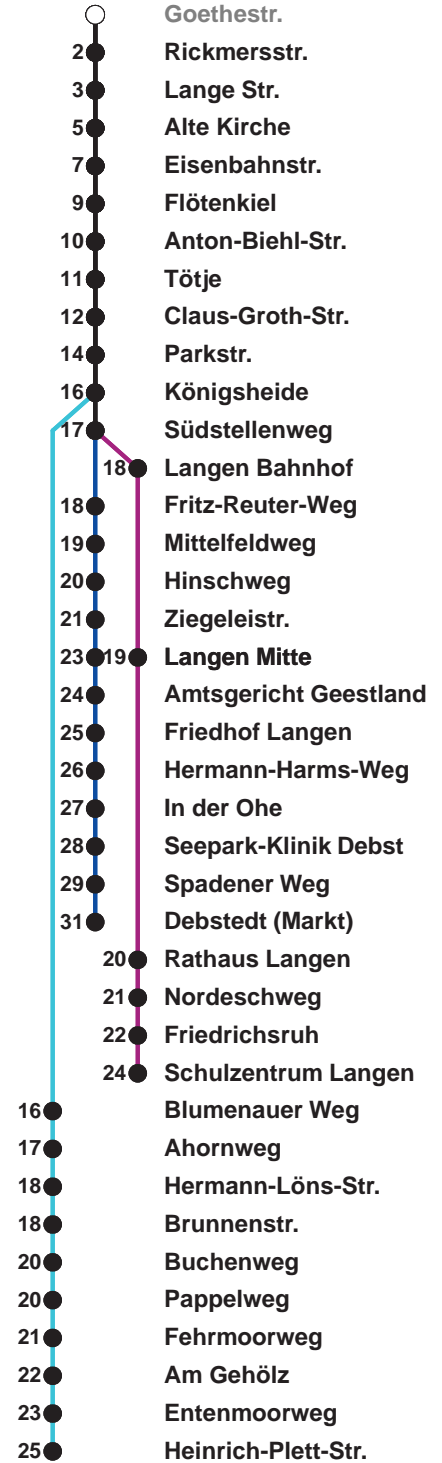 Goethestr.
2 Rickmersstr.
3 Lange Str.
5 Alte Kirche
7 Eisenbahnstr.
9 Flötenkiel
10 Anton-Biehl-Str.
11 Tötje
12 Claus-Groth-Str.
14 Parkstr.
16 Königsheide
17 Südstellenweg
18 Langen Bahnhof
18 Fritz-Reuter-Weg
19 Mittelfeldweg
20 Hinschweg
21 Ziegeleistr.
23 19 Langen Mitte
24 Amtsgericht Geestland
25 Friedhof Langen
26 Hermann-Harms-Weg
27 In der Ohe
28 Seepark-Klinik Debst
29 Spadener Weg
31 Debstedt (Markt)
20 Rathaus Langen
21 Nordeschweg
22 Friedrichsruh
24 Schulzentrum Langen
16 Blumenauer Weg
17 Ahornweg
18 Hermann-Löns-Str.
18 Brunnenstr.
20 Buchenweg
20 Pappelweg
21 Fehrmoorweg
22 Am Gehölz
23 Entenmoorweg
25 Heinrich-Plett-Str.